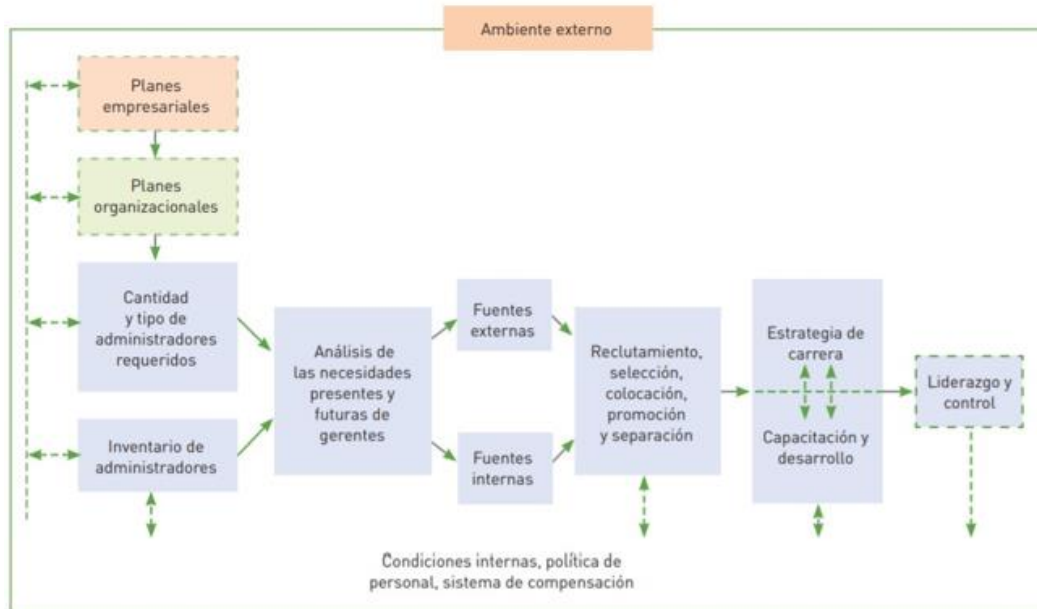 Ambiente externo
Planes
empresariales
Planes
organizacionales
Cantidad
y tipo de
administradores
requeridos
Inventario de
administradores
Análisis de
las necesidades
presentes y
futuras de
gerentes
Fuentes
externas
Fuentes
internas
Reclutamiento,
selección,
colocación,
promoción
y separación
Estrategia de
carrera
Capacitación y
desarrollo
Liderazgo y
control
Condiciones internas, política de
personal, sistema de compensación